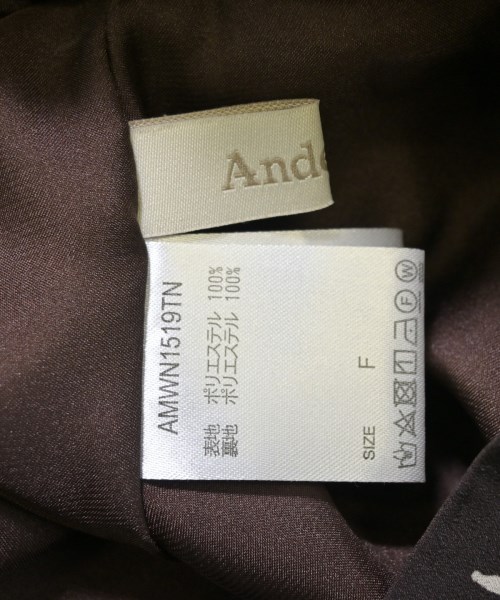 Ande
AMWN1519TN
表地 ポリエステル 100%
裏地 ポリエステル 100%
SIZE F
F W